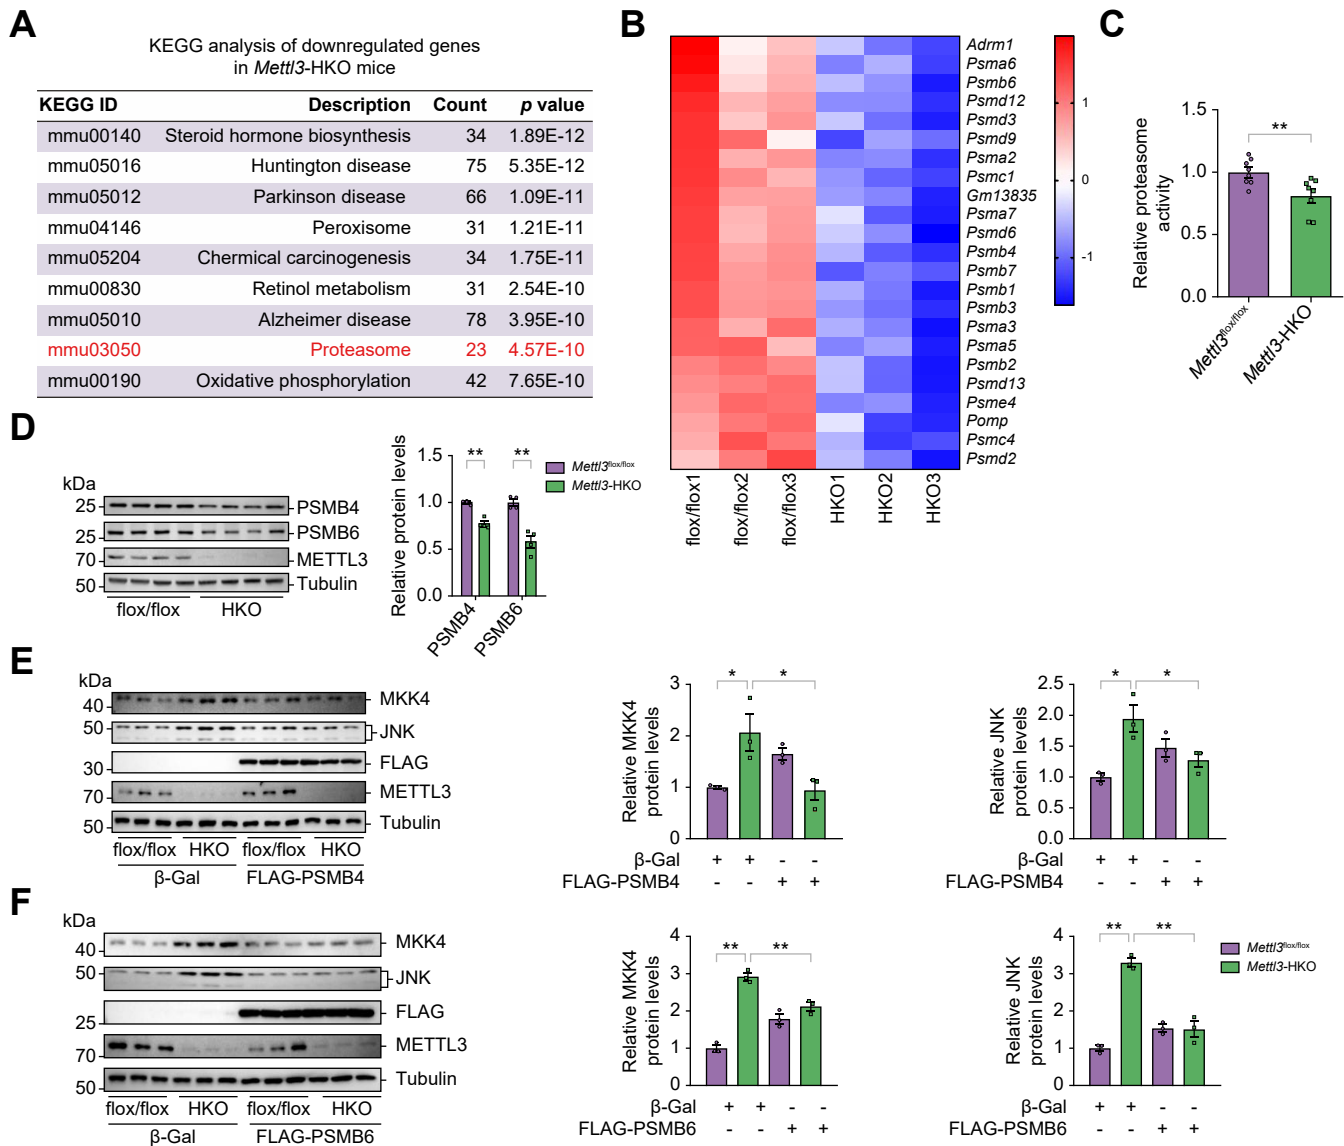 A
KEGG analysis of downregulated genes
in Mettl3-HKO mice
KEGG ID Description Count p value
mmu00140 Steroid hormone biosynthesis 34 1.89E-12
mmu05016 Huntington disease 75 5.35E-12
mmu05012 Parkinson disease 66 1.09E-11
mmu04146 Peroxisome 31 1.21E-11
mmu05204 Chermical carcinogenesis 34 1.75E-11
mmu00830 Retinol metabolism 31 2.54E-10
mmu05010 Alzheimer disease 78 3.95E-10
mmu03050 Proteasome 23 4.57E-10
mmu00190 Oxidative phosphorylation 42 7.65E-10
B
Adrm1
Psma6
Psmb6
Psmd12
Psmd3
Psmd9
Psma2
Psmc1
Gm13835
Psma7
Psmd6
Psmb4
Psmb7
Psmb1
Psmb3
Psma3
Psma5
Psmb2
Psmd13
Psme4
Pomp
Psmc4
Psmd2
flox/flox1
flox/flox2
flox/flox3
HKO1
HKO2
HKO3
1
0
-1
C
Relative proteasome
activity
1.5
1.0
0.5
0.0
**
Mettl3flox/flox
Mettl3-HKO
D
kDa
25 PSMB4
25 PSMB6
70 METTL3
50 Tubulin
flox/flox HKO
Relative protein levels
1.5
1.0
0.5
0.0
** **
PSMB4
PSMB6
Mettl3flox/flox
Mettl3-HKO
E
kDa
40 MKK4
50 JNK
30 FLAG
70 METTL3
50 Tubulin
flox/flox HKO flox/flox HKO
β-Gal FLAG-PSMB4
Relative MKK4
protein levels
3
2
1
0
* *
β-Gal + + - -
FLAG-PSMB4 - - + +
Relative JNK
protein levels
2.5
2.0
1.5
1.0
0.5
0.0
* *
β-Gal + + - -
FLAG-PSMB4 - - + +
F
kDa
40 MKK4
50 JNK
25 FLAG
70 METTL3
50 Tubulin
flox/flox HKO flox/flox HKO
β-Gal FLAG-PSMB6
Relative MKK4
protein levels
4
3
2
1
0
** **
β-Gal + + - -
FLAG-PSMB6 - - + +
Relative JNK
protein levels
4
3
2
1
0
** **
β-Gal + + - -
FLAG-PSMB6 - - + +
Mettl3flox/flox
Mettl3-HKO